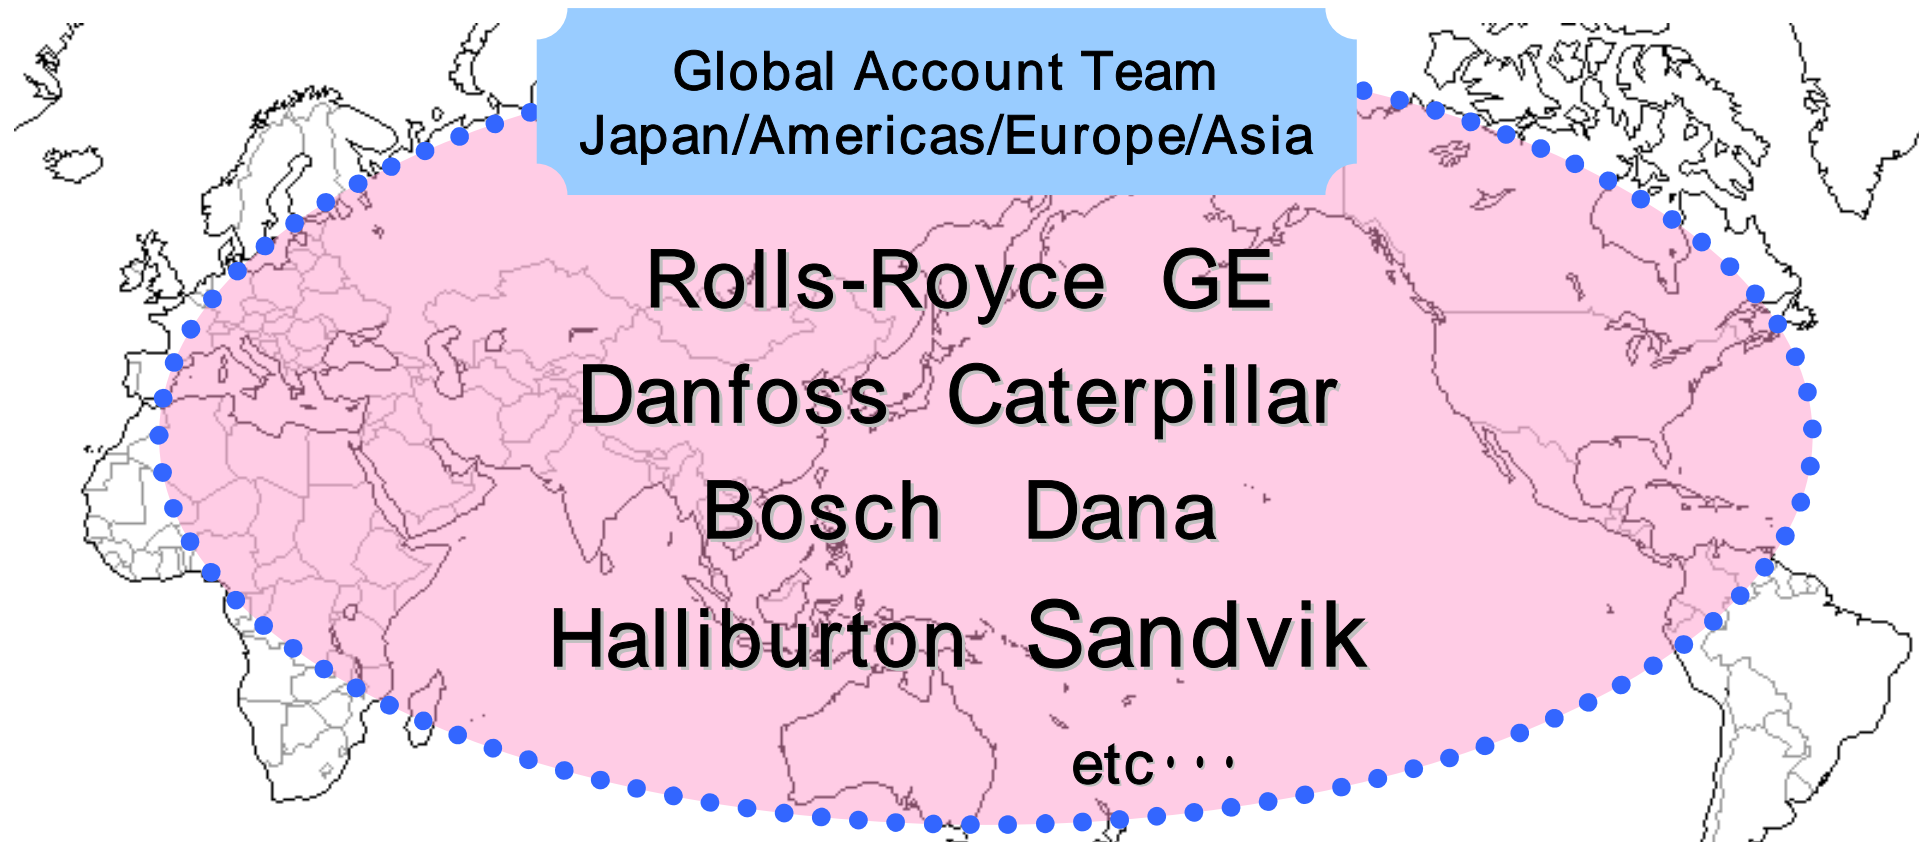 Global Account Team
Japan/Americas/Europe/Asia
Rolls-Royce GE
Danfoss Caterpillar
Bosch Dana
Halliburton Sandvik
etc・・・